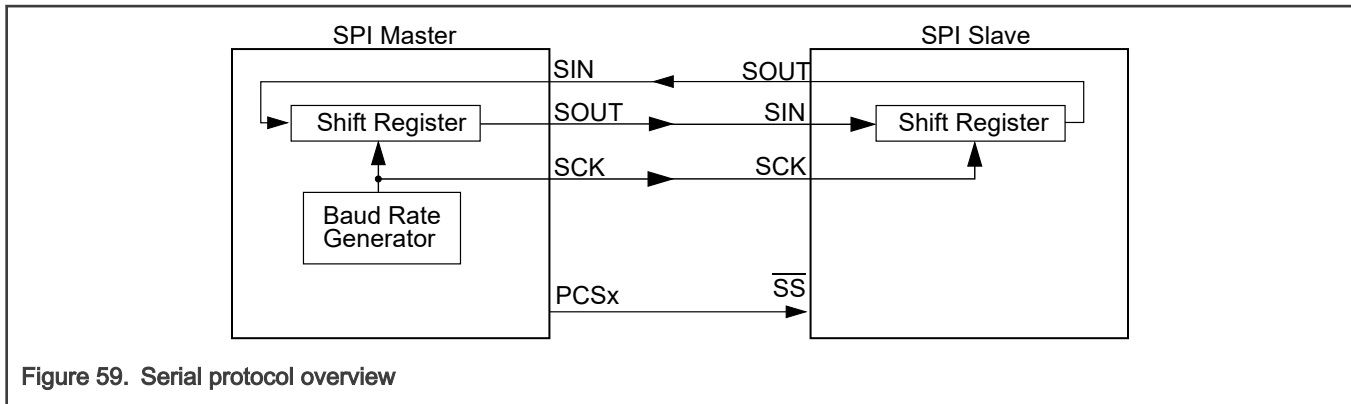 SPI Master
SPI Slave
SIN
SOUT
Shift Register
SOUT
SIN
Shift Register
SCK
SCK
Baud Rate
Generator
PCSx
SS
Figure 59. Serial protocol overview